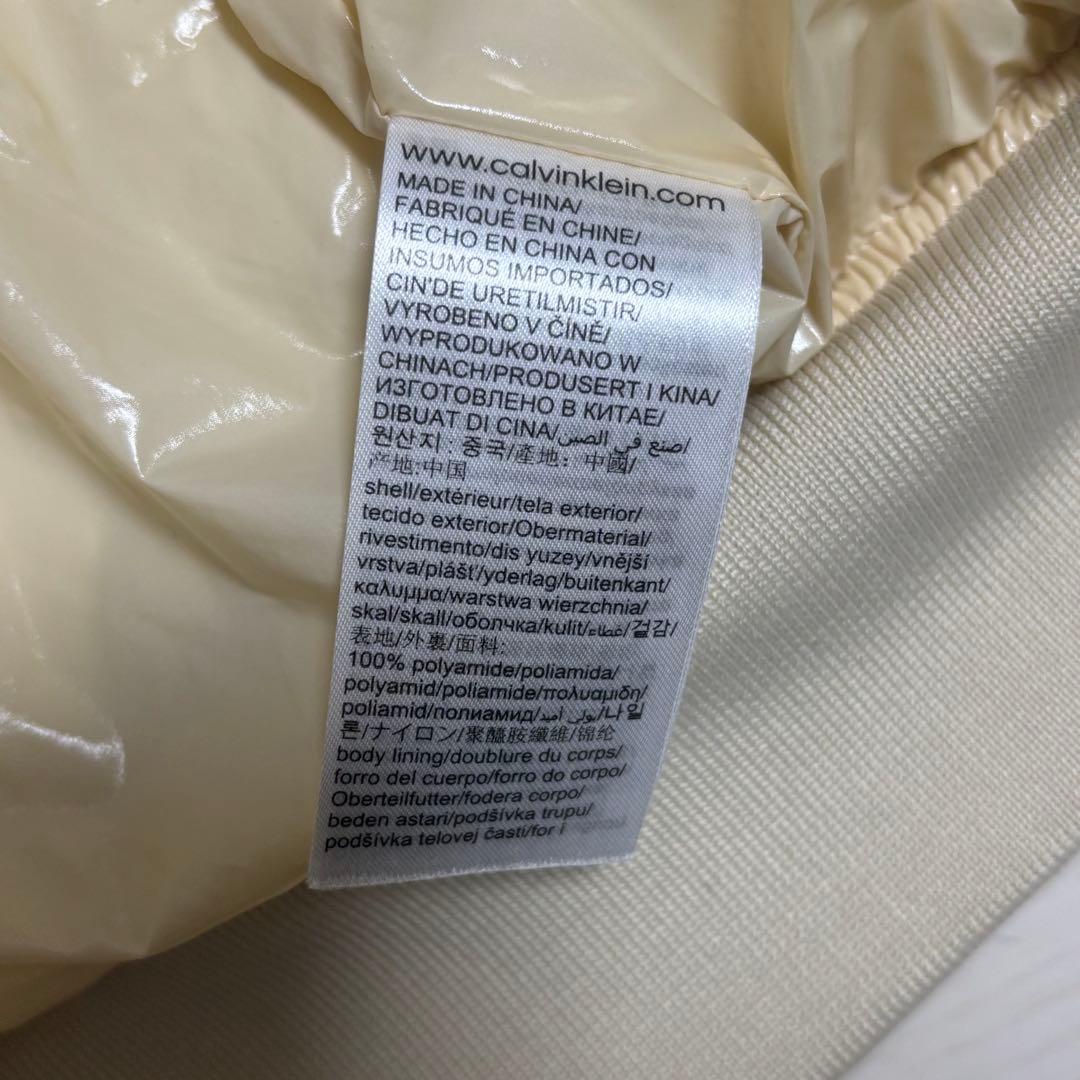 www.calvinklein.com
MADE IN CHINA/
FABRIQUÉ EN CHINE/
HECHO EN CHINA CON
INSUMOS IMPORTADOS/
CIN'DE URETILMISTIR/
VYROBENO V ČÍNĚ/
WYPRODUKOWANO W
CHINACH/PRODUSERT I KINA/
ИЗГОТОВЛЕНО В КИТАЕ/
DIBUAT DI CINA/صنع في الصين/
원산지 : 중국/產地: 中國/
产地:中国
shell/extérieur/tela exterior/
tecido exterior/Obermaterial/
rivestimento/dis yuzey/vnější
vrstva/plášť/yderlag/buitenkant/
καλυμμα/warstwa wierzchnia/
skal/skall/оболчка/kulit/غطاء/겉감/
表地/外裏/面料:
100% polyamide/poliamida/
polyamid/poliamide/πολυαμιδη/
poliamid/полиамид/بولي أميد/나일
론/ナイロン/聚醯胺纖維/锦纶
body lining/doublure du corps/
forro del cuerpo/forro do corpo/
Oberteilfutter/fodera corpo/
beden astari/podšívka trupu/
podšívka telovej časti/for i